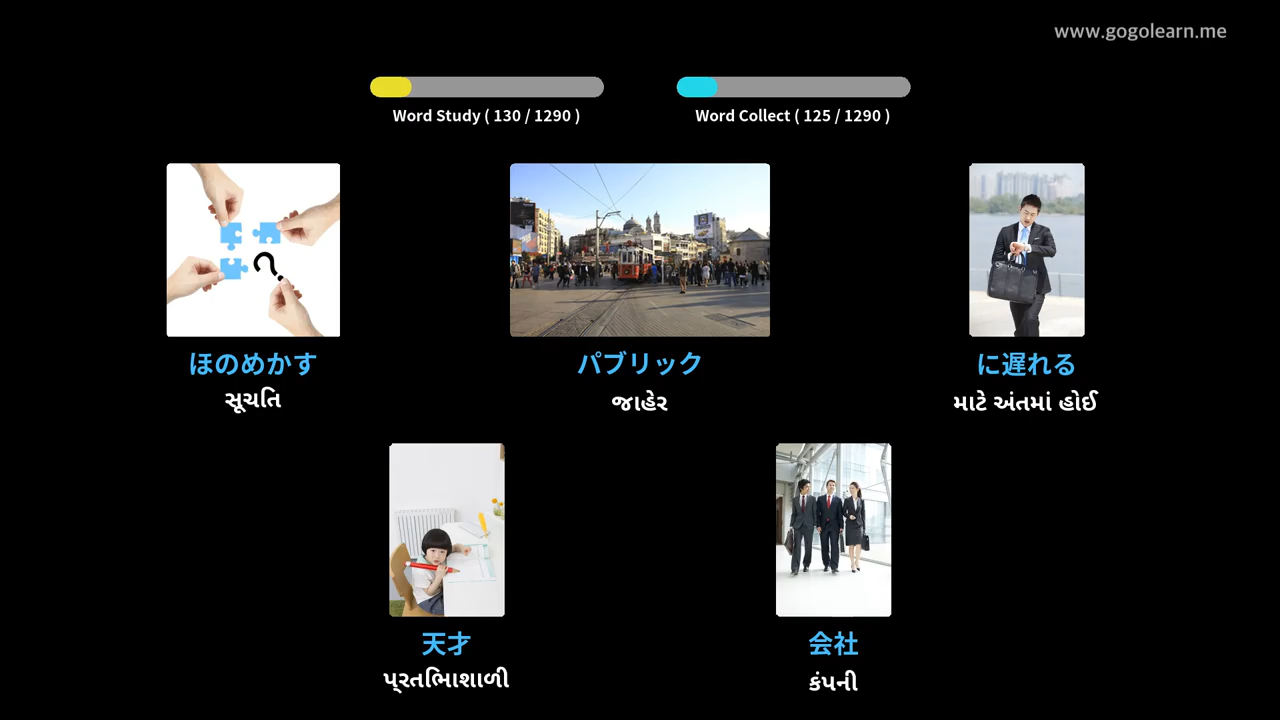 www.gogolearn.me
Word Study ( 130 / 1290 )
Word Collect ( 125 / 1290 )
ほのめかす
સૂચતિ
パブリック
જાહેર
に遅れる
માટે અંતમાં હોઈ
天才
પ્રતભિાશાળી
会社
કંપની